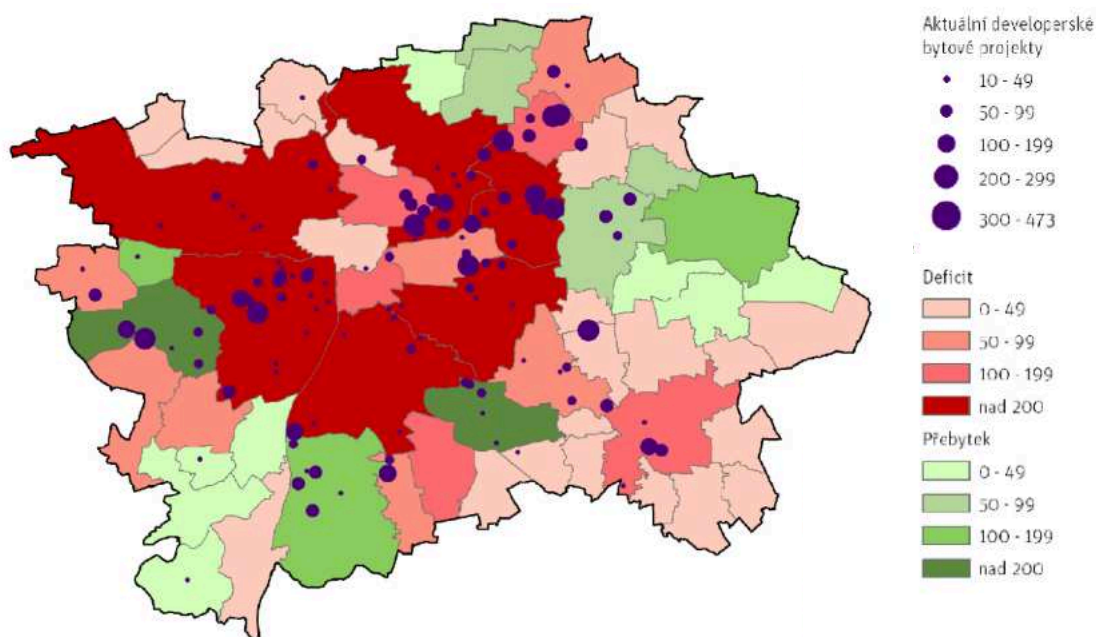 Aktuální developerské
bytové projekty
10 - 49
50 - 99
100 - 199
200 - 299
300 - 473
Deficit
0 - 49
50 - 99
100 - 199
nad 200
Přebytek
0 - 49
50 - 99
100 - 199
nad 200